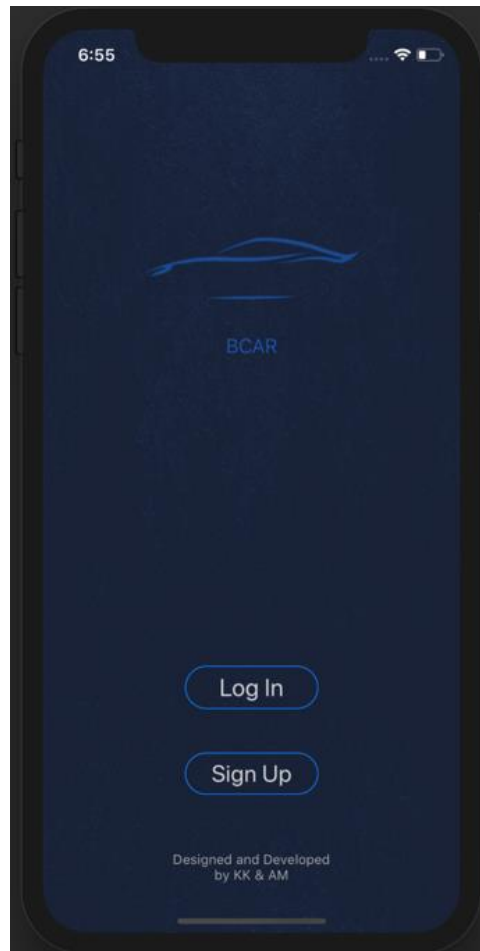 6:55
BCAR
Log In
Sign Up
Designed and Developed
by KK & AM